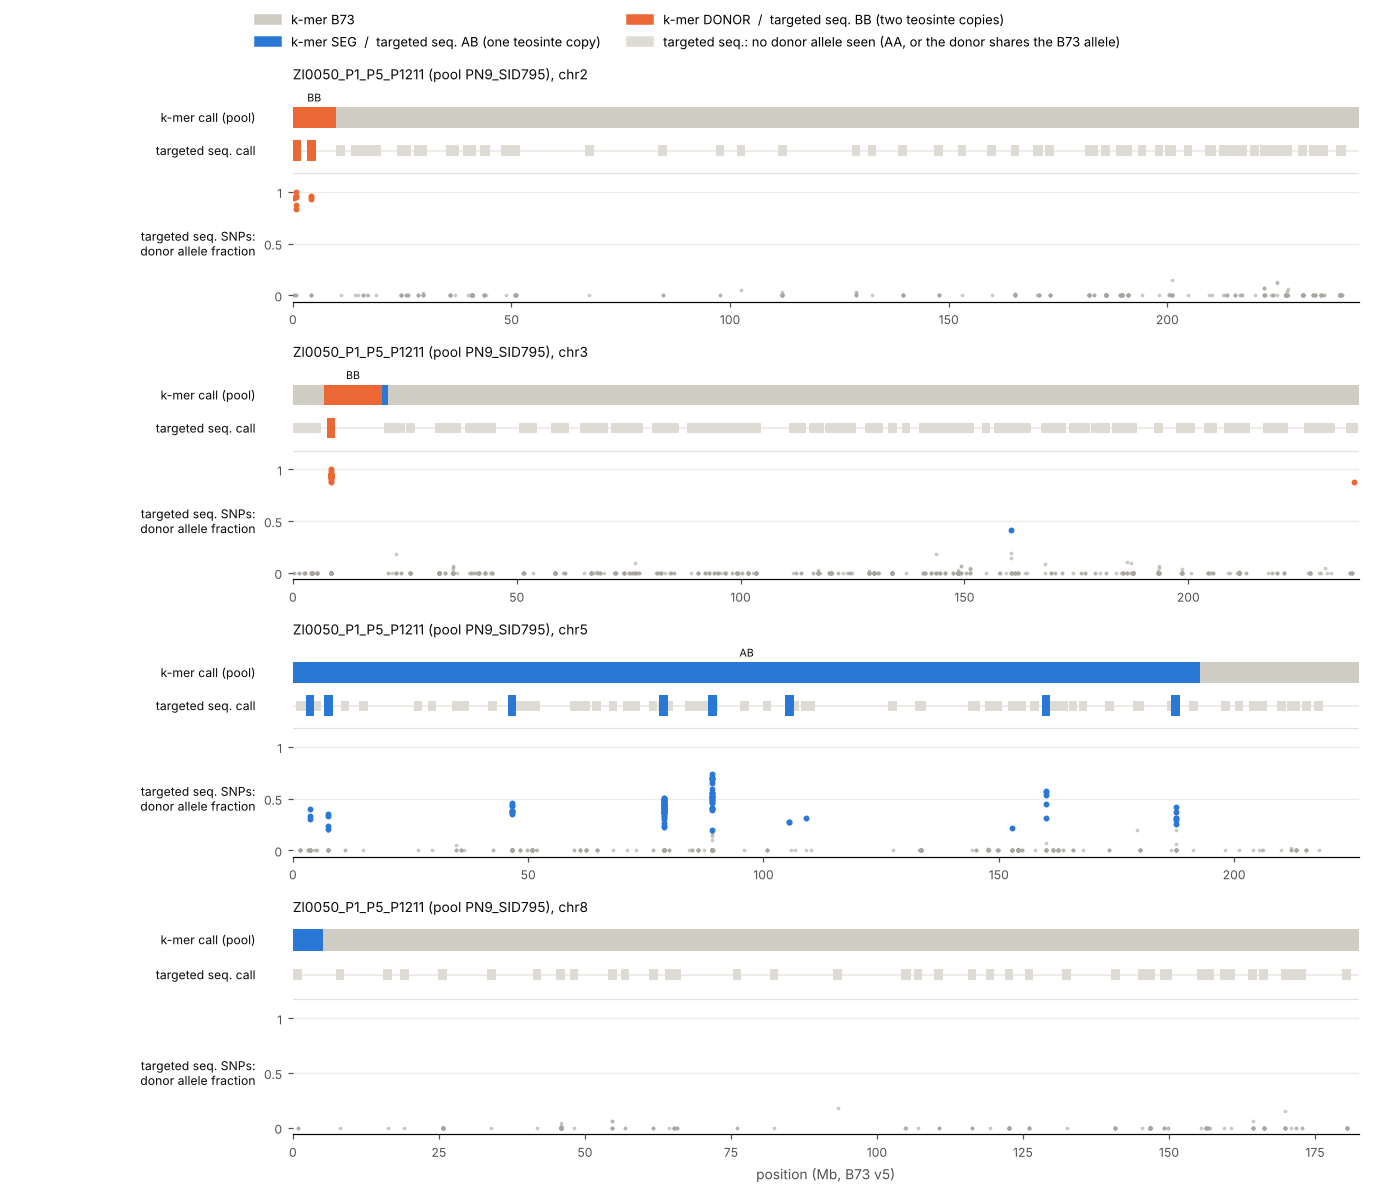 k-mer B73
k-mer DONOR / targeted seq. BB (two teosinte copies)
k-mer SEG / targeted seq. AB (one teosinte copy)
targeted seq.: no donor allele seen (AA, or the donor shares the B73 allele)
ZI0050_P1_P5_P1211 (pool PN9_SID795), chr2
BB
k-mer call (pool)
targeted seq. call
1
targeted seq. SNPs:
donor allele fraction
0.5
0
0 50 100 150 200
ZI0050_P1_P5_P1211 (pool PN9_SID795), chr3
BB
k-mer call (pool)
targeted seq. call
1
targeted seq. SNPs:
donor allele fraction
0.5
0
0 50 100 150 200
ZI0050_P1_P5_P1211 (pool PN9_SID795), chr5
AB
k-mer call (pool)
targeted seq. call
1
targeted seq. SNPs:
donor allele fraction
0.5
0
0 50 100 150 200
ZI0050_P1_P5_P1211 (pool PN9_SID795), chr8
k-mer call (pool)
targeted seq. call
1
targeted seq. SNPs:
donor allele fraction
0.5
0
0 25 50 75 100 125 150 175
position (Mb, B73 v5)